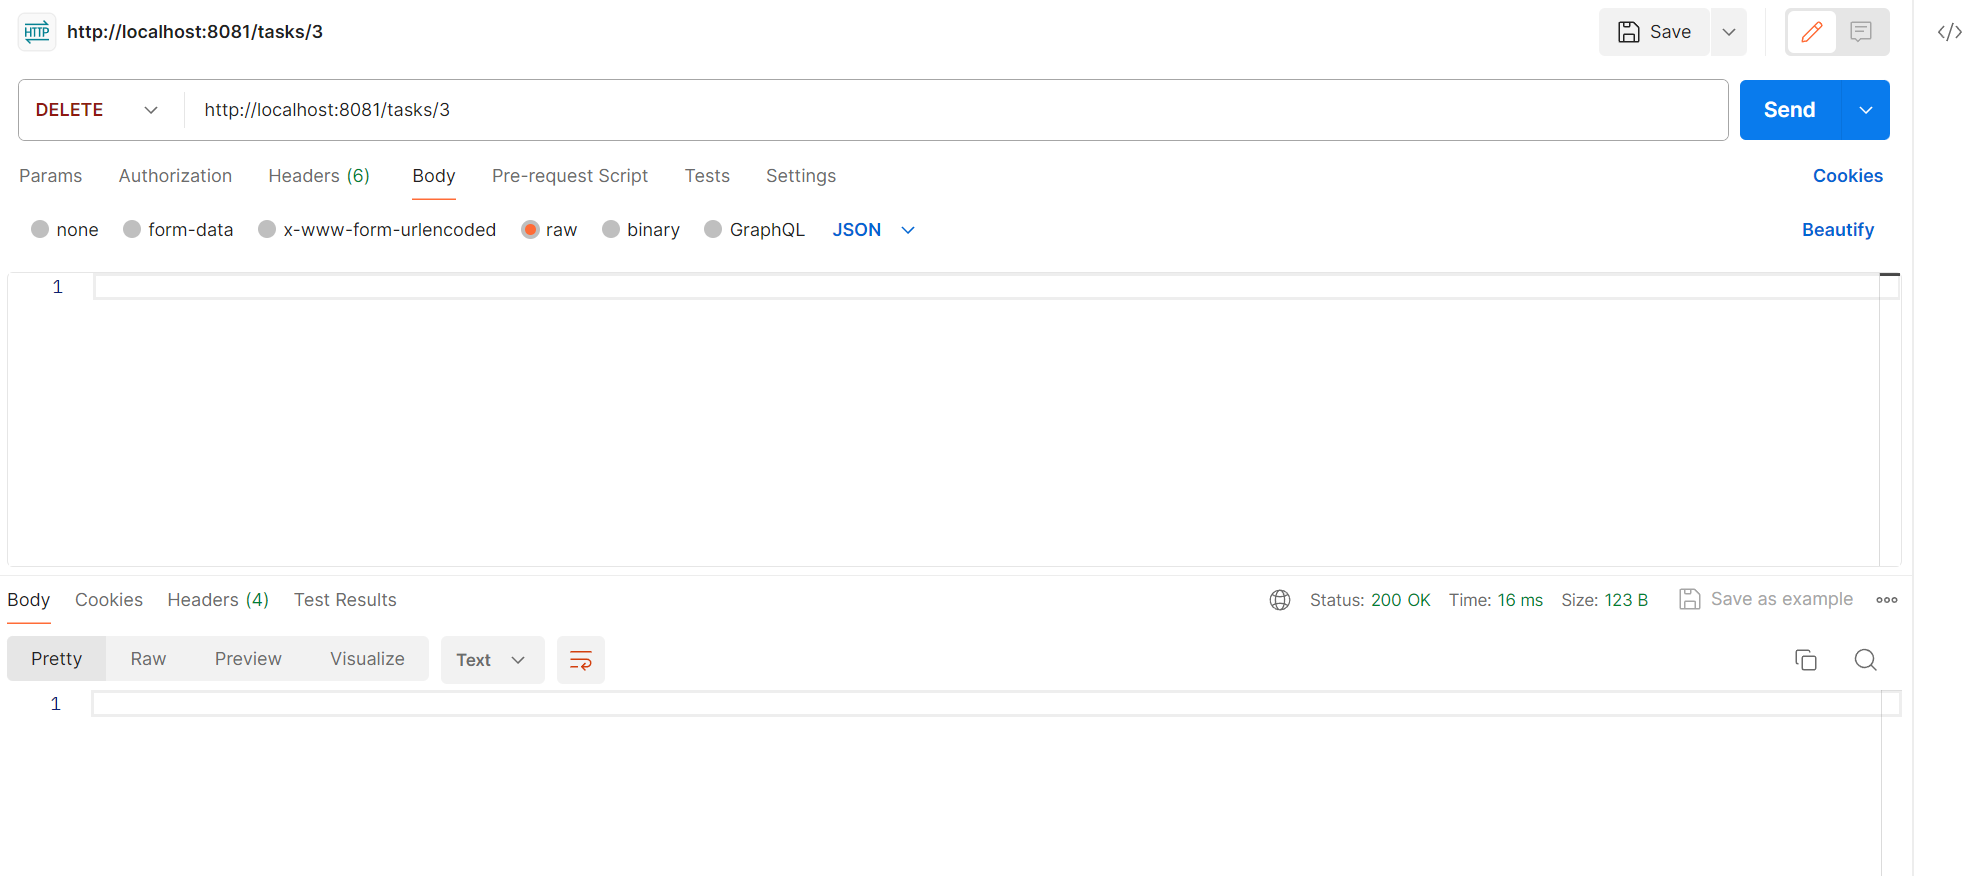 HTTP http://localhost:8081/tasks/3 Save </>
DELETE http://localhost:8081/tasks/3 Send
Params Authorization Headers (6) Body Pre-request Script Tests Settings Cookies
none form-data x-www-form-urlencoded raw binary GraphQL JSON Beautify
1
Body Cookies Headers (4) Test Results Status: 200 OK Time: 16 ms Size: 123 B Save as example
Pretty Raw Preview Visualize Text
1